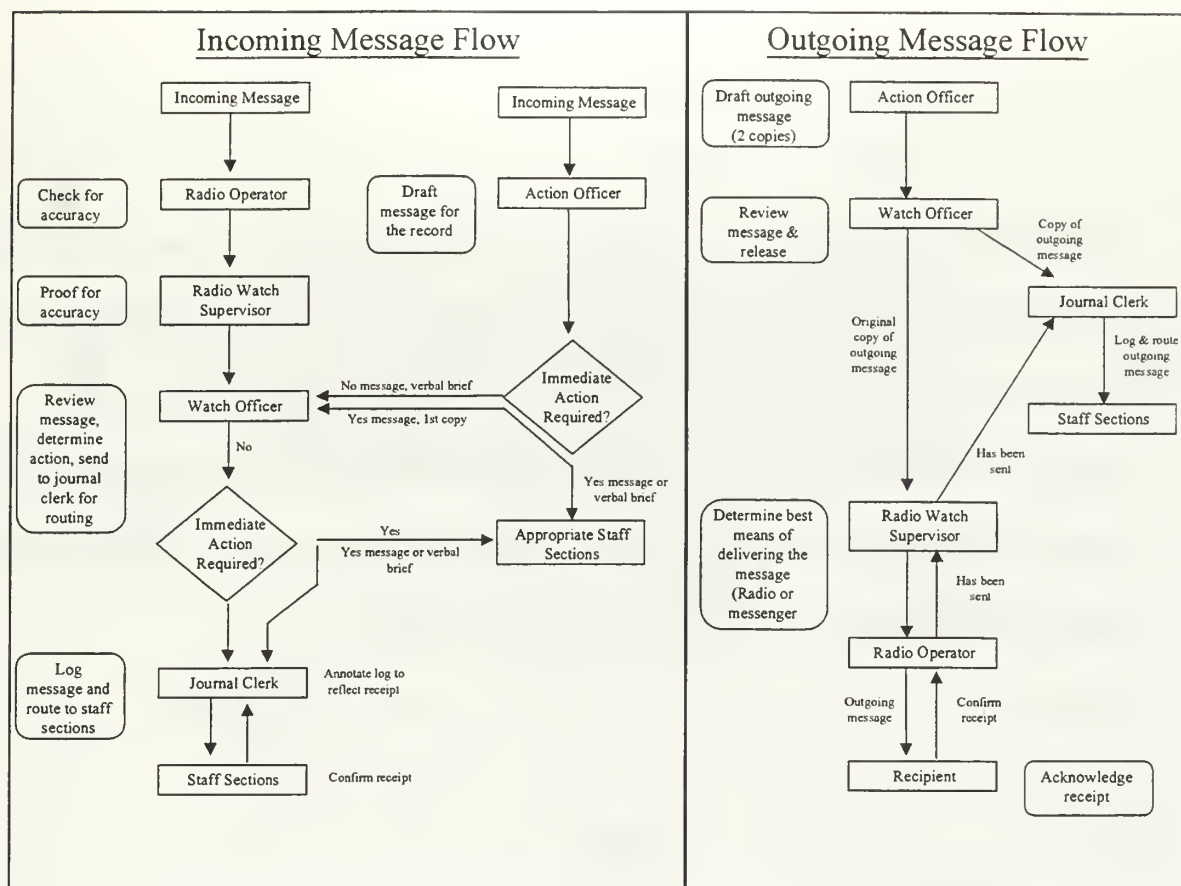 Incoming Message Flow
Incoming Message
Incoming Message
Check for
accuracy
Radio Operator
Draft
message for
the record
Action Officer
Proof for
accuracy
Radio Watch
Supervisor
Review
message,
determine
action, send
to journal
clerk for
routing
Watch Officer
No message, verbal brief
Yes message, 1st copy
Immediate
Action
Required?
No
Yes message or
verbal brief
Immediate
Action
Required?
Yes
Yes message or verbal
brief
Appropriate Staff
Sections
Log
message and
route to staff
sections
Journal Clerk
Annotate log to
reflect receipt
Staff Sections
Confirm receipt
Outgoing Message Flow
Draft outgoing
message
(2 copies)
Action Officer
Review
message &
release
Watch Officer
Copy of
outgoing
message
Journal Clerk
Original
copy of
outgoing
message
Log & route
outgoing
message
Staff Sections
Has been
sent
Determine best
means of
delivering the
message
(Radio or
messenger
Radio Watch
Supervisor
Has been
sent
Radio Operator
Outgoing
message
Confirm
receipt
Recipient
Acknowledge
receipt